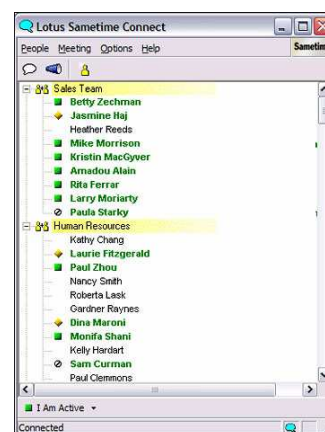 Lotus Sametime Connect
People Meeting Options Help
Sametim
Sales Team
Betty Zechman
Jasmine Haj
Heather Reeds
Mike Morrison
Kristin MacGyver
Amadou Alain
Rita Ferrar
Larry Moriarty
Paula Starky
Human Resources
Kathy Chang
Laurie Fitzgerald
Paul Zhou
Nancy Smith
Roberta Lask
Gardner Raynes
Dina Maroni
Monifa Shani
Kelly Hardart
Sam Curman
Paul Clemmons
I Am Active
Connected